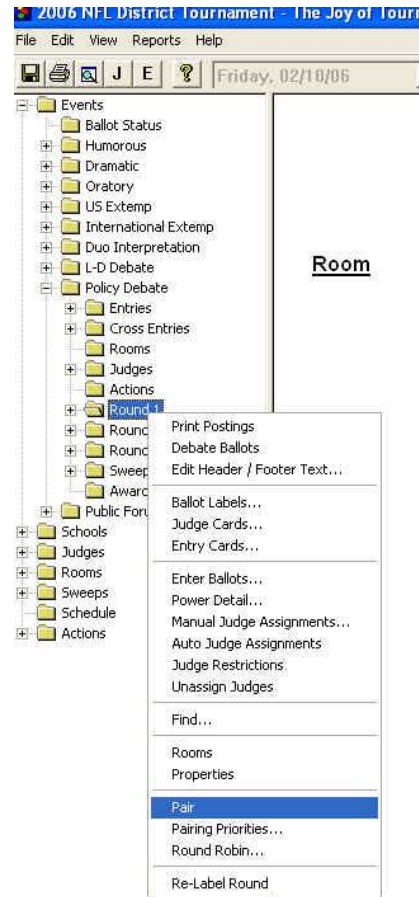 2006 NFL District Tournament - The Joy of Tourn
File Edit View Reports Help
J E ? Friday, 02/10/06
Events
Ballot Status
Humorous
Dramatic
Oratory
US Extemp
International Extemp
Duo Interpretation
L-D Debate
Room
Policy Debate
Entries
Cross Entries
Rooms
Judges
Actions
Round 1
Roun
Roun
Sweep
Awar
Public Foru
Schools
Judges
Rooms
Sweeps
Schedule
Actions
Print Postings
Debate Ballots
Edit Header / Footer Text...
Ballot Labels...
Judge Cards...
Entry Cards...
Enter Ballots...
Power Detail...
Manual Judge Assignments...
Auto Judge Assignments
Judge Restrictions
Unassign Judges
Find...
Rooms
Properties
Pair
Pairing Priorities...
Round Robin...
Re-Label Round